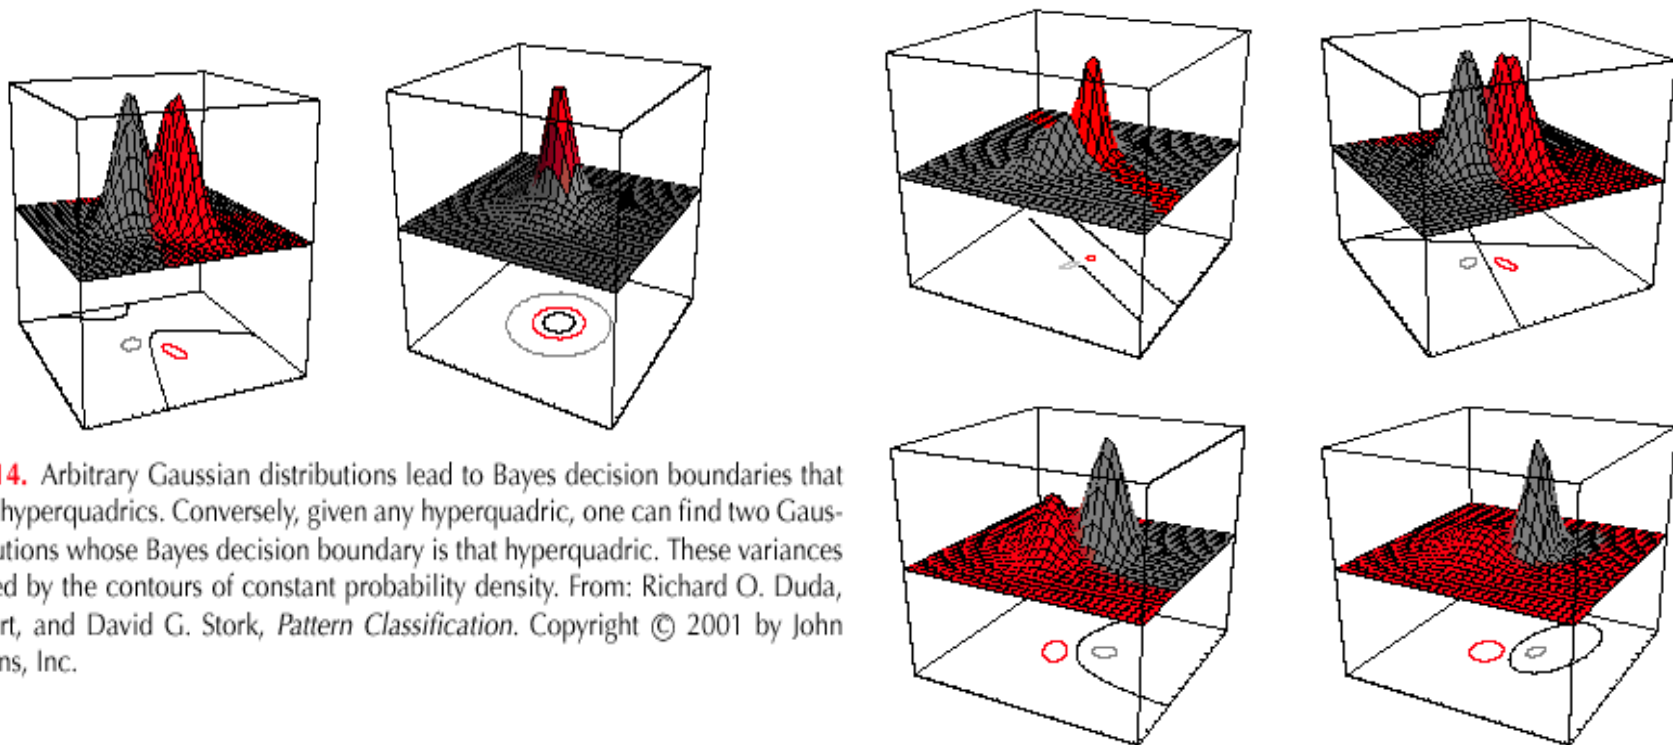 14. Arbitrary Gaussian distributions lead to Bayes decision boundaries that
hyperquadrics. Conversely, given any hyperquadric, one can find two Gaus-
utions whose Bayes decision boundary is that hyperquadric. These variances
ed by the contours of constant probability density. From: Richard O. Duda,
rt, and David G. Stork, Pattern Classification. Copyright © 2001 by John
ns, Inc.